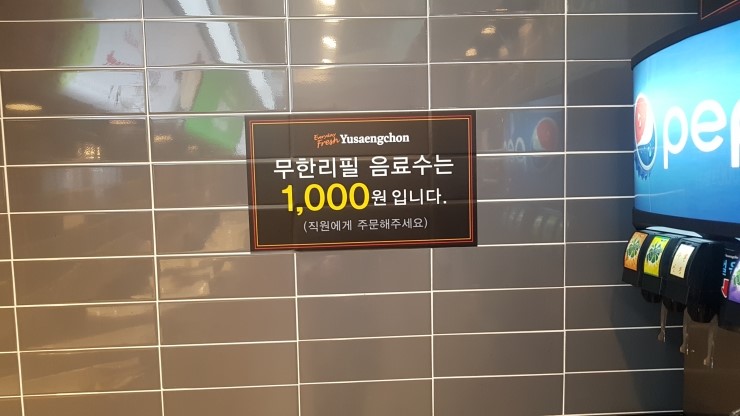 Everyday
Fresh Yusaengchon
무한리필 음료수는
1,000원 입니다.
(직원에게 주문해주세요)
pep